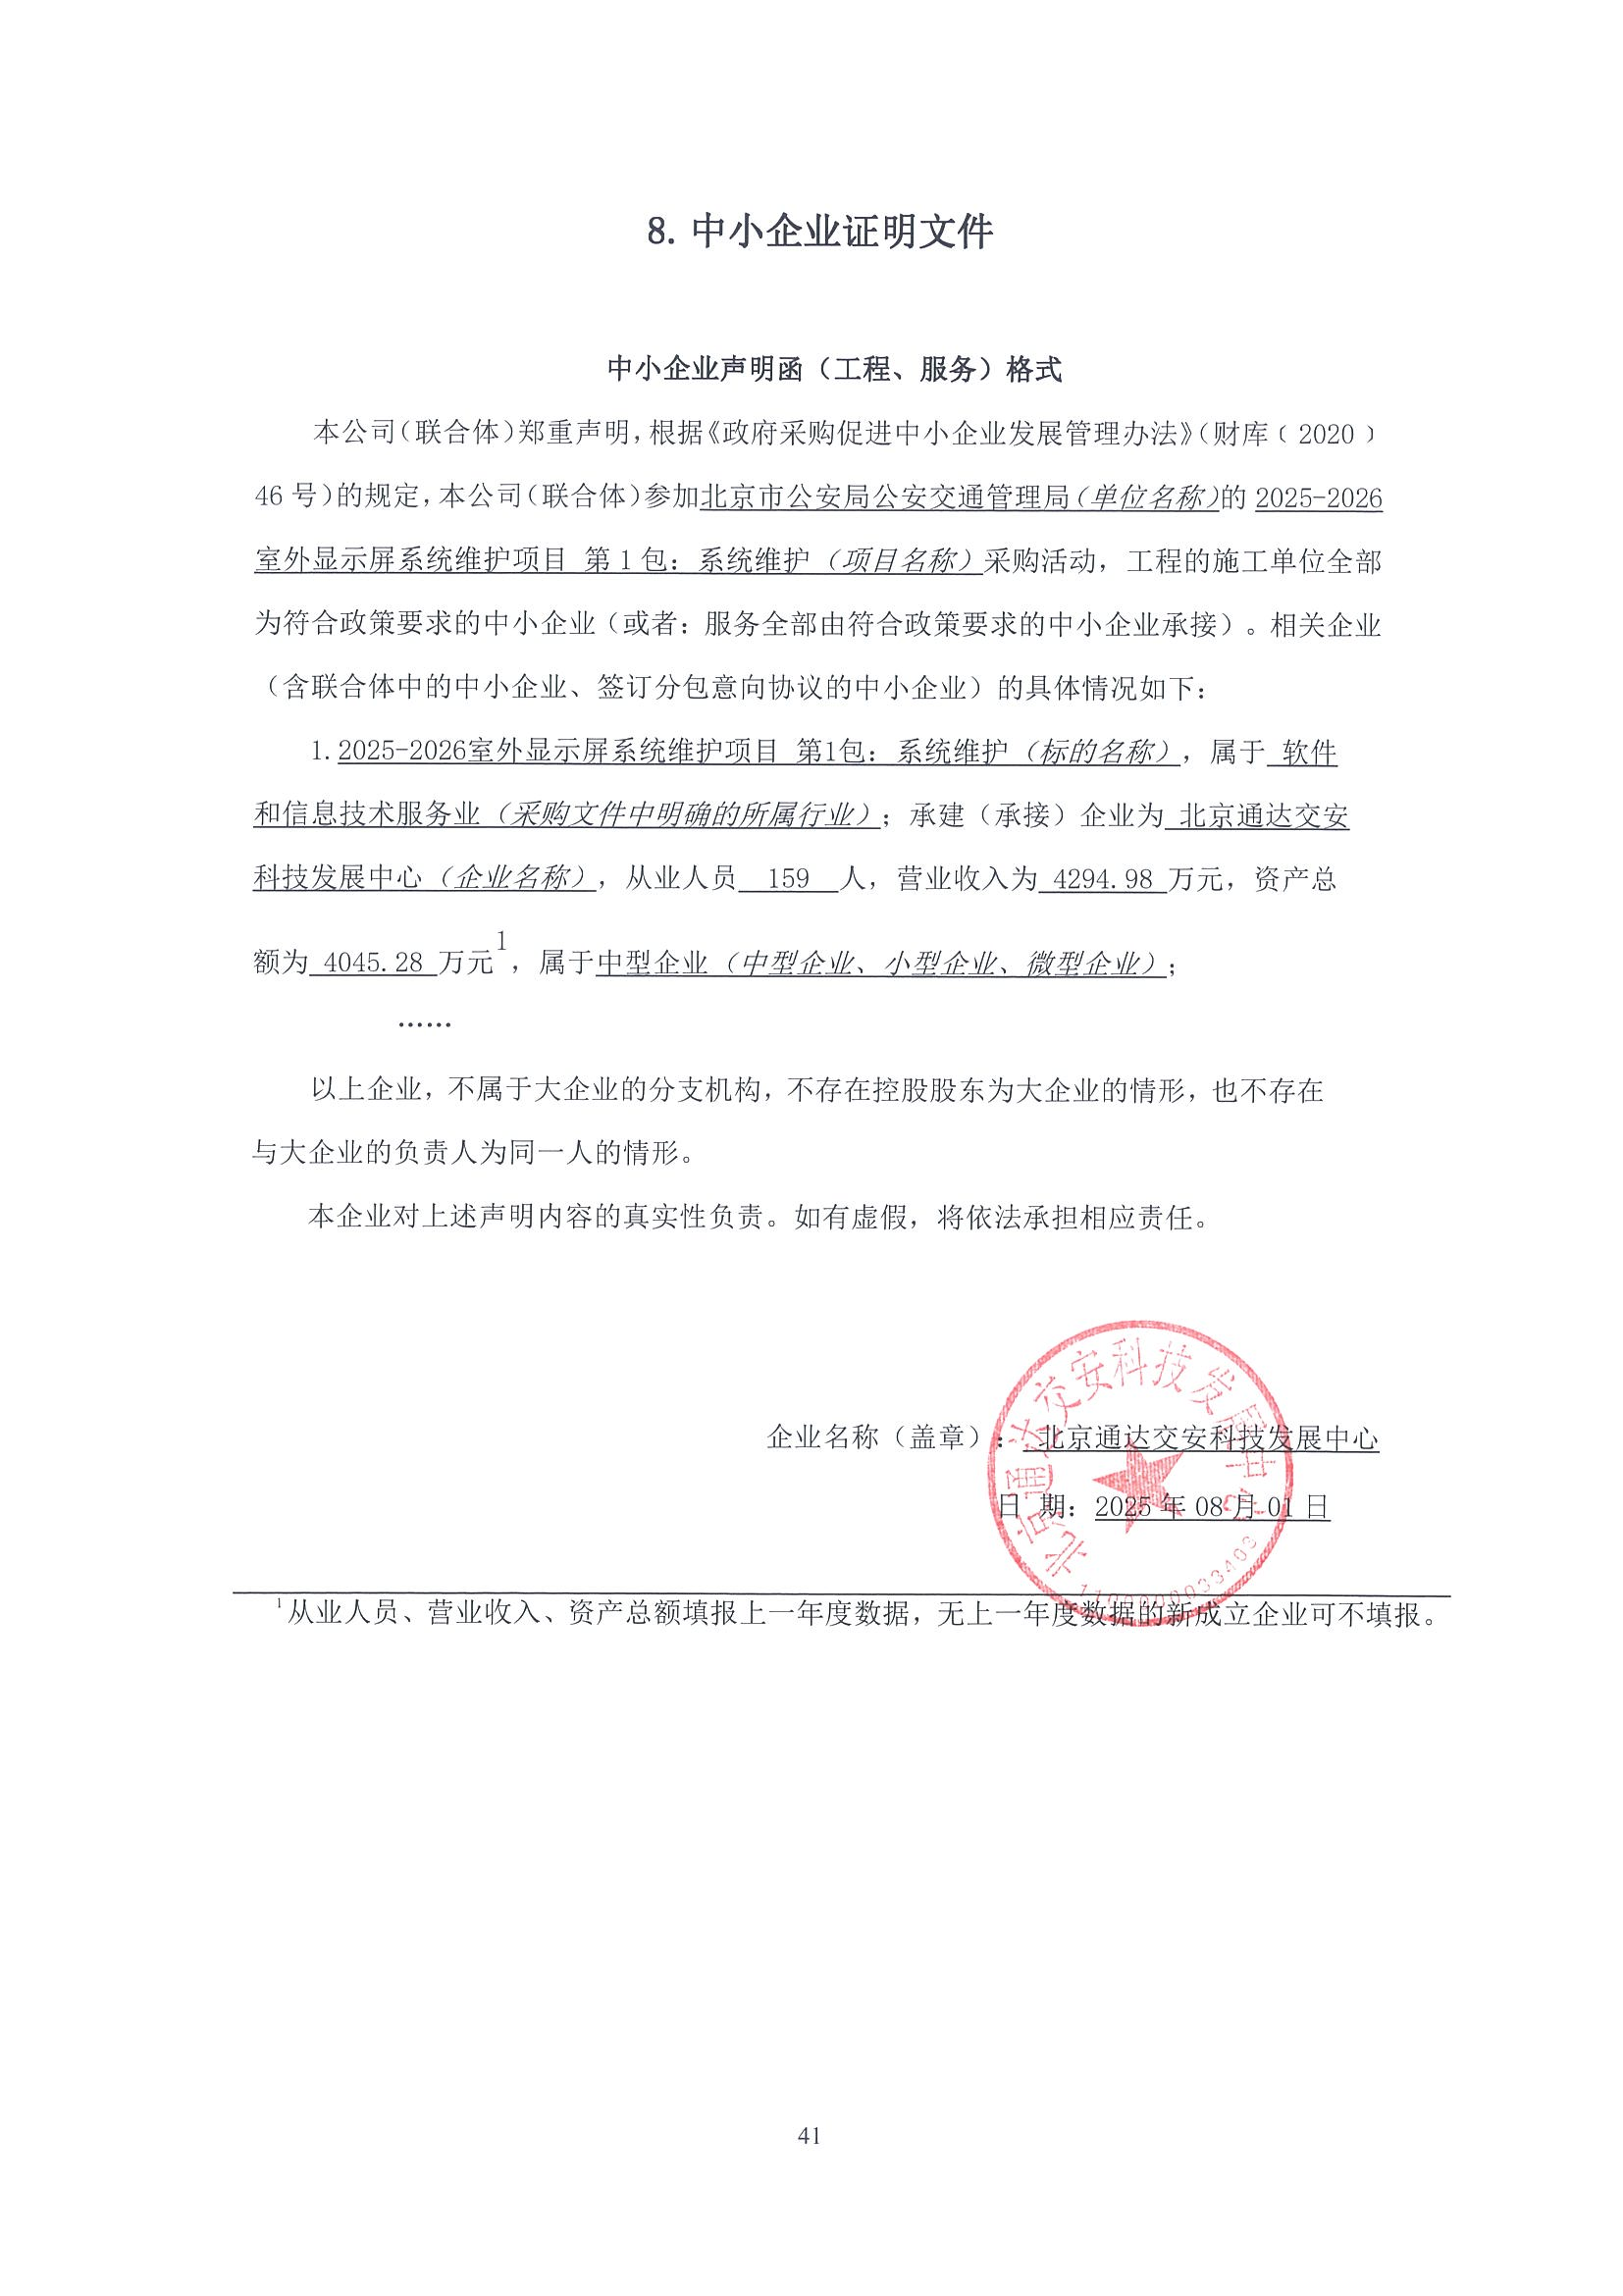 8. 中小企业证明文件
中小企业声明函（工程、服务）格式
本公司（联合体）郑重声明，根据《政府采购促进中小企业发展管理办法》（财库﹝2020﹞
46 号）的规定，本公司（联合体）参加北京市公安局公安交通管理局（单位名称）的 2025-2026
室外显示屏系统维护项目 第 1 包：系统维护（项目名称）采购活动，工程的施工单位全部
为符合政策要求的中小企业（或者：服务全部由符合政策要求的中小企业承接）。相关企业
（含联合体中的中小企业、签订分包意向协议的中小企业）的具体情况如下：
1. 2025-2026室外显示屏系统维护项目 第1包：系统维护（标的名称），属于 软件
和信息技术服务业（采购文件中明确的所属行业）；承建（承接）企业为 北京通达交安
科技发展中心（企业名称），从业人员 159 人，营业收入为 4294.98 万元，资产总
额为 4045.28 万元1，属于中型企业（中型企业、小型企业、微型企业）；
……
以上企业，不属于大企业的分支机构，不存在控股股东为大企业的情形，也不存在
与大企业的负责人为同一人的情形。
本企业对上述声明内容的真实性负责。如有虚假，将依法承担相应责任。
北京通达交安科技发展中心
企业名称（盖章）： 北京通达交安科技发展中心
日 期：2025 年 08 月 01 日
1100000033403
1 从业人员、营业收入、资产总额填报上一年度数据，无上一年度数据的新成立企业可不填报。
41